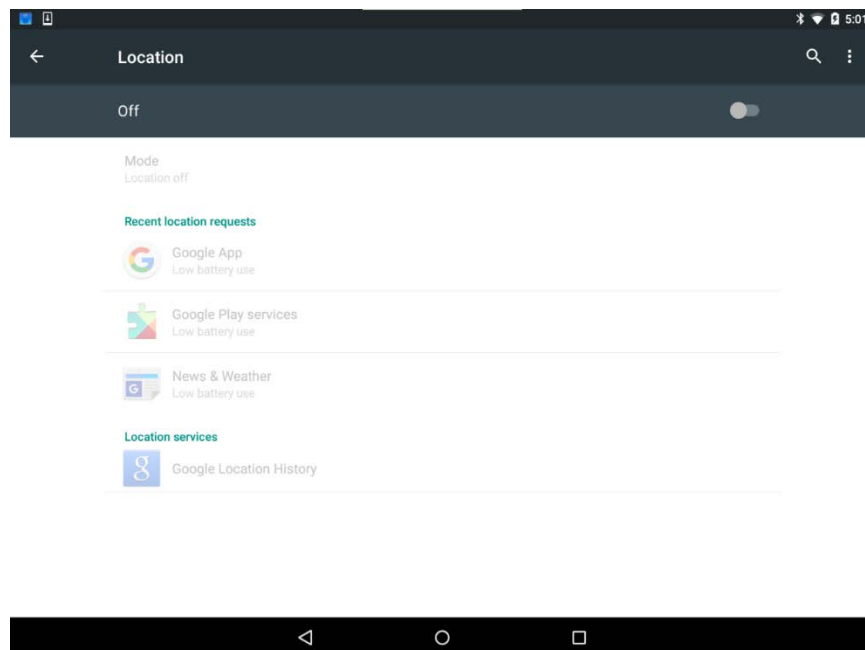 5:01
Location
Off
Mode
Location off
Recent location requests
Google App
Low battery use
Google Play services
Low battery use
News & Weather
Low battery use
Location services
Google Location History